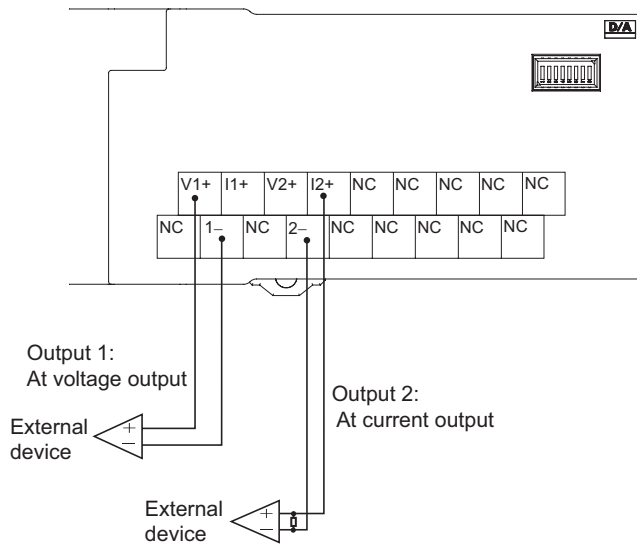 D/A
V1+ I1+ V2+ I2+ NC NC NC NC NC
NC 1– NC 2– NC NC NC NC NC
Output 1:
At voltage output
External
device
+
–
Output 2:
At current output
External
device
+
–